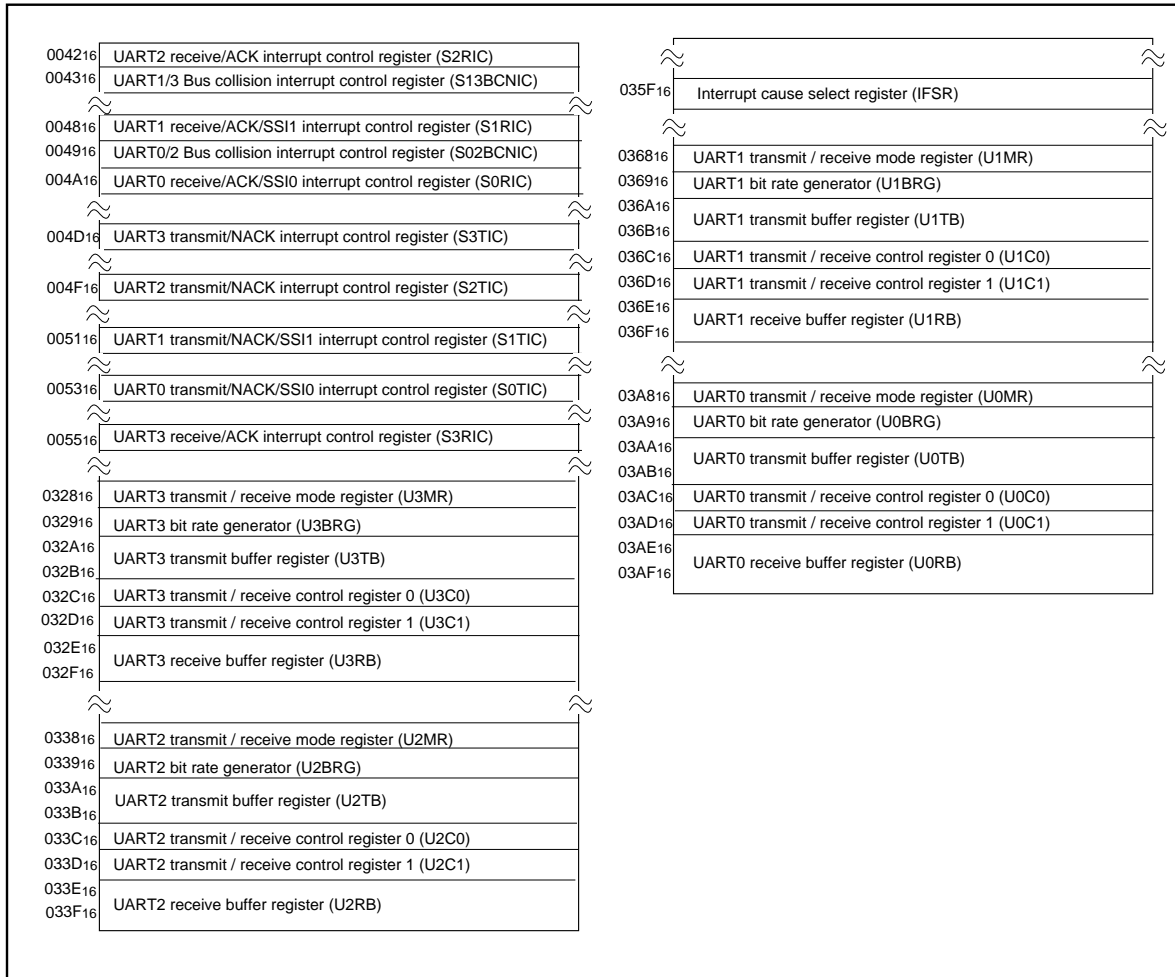 004216 UART2 receive/ACK interrupt control register (S2RIC)
004316 UART1/3 Bus collision interrupt control register (S13BCNIC)
004816 UART1 receive/ACK/SSI1 interrupt control register (S1RIC)
004916 UART0/2 Bus collision interrupt control register (S02BCNIC)
004A16 UART0 receive/ACK/SSI0 interrupt control register (S0RIC)
004D16 UART3 transmit/NACK interrupt control register (S3TIC)
004F16 UART2 transmit/NACK interrupt control register (S2TIC)
005116 UART1 transmit/NACK/SSI1 interrupt control register (S1TIC)
005316 UART0 transmit/NACK/SSI0 interrupt control register (S0TIC)
005516 UART3 receive/ACK interrupt control register (S3RIC)
032816 UART3 transmit / receive mode register (U3MR)
032916 UART3 bit rate generator (U3BRG)
032A16
UART3 transmit buffer register (U3TB)
032B16
032C16 UART3 transmit / receive control register 0 (U3C0)
032D16 UART3 transmit / receive control register 1 (U3C1)
032E16
UART3 receive buffer register (U3RB)
032F16
033816 UART2 transmit / receive mode register (U2MR)
033916 UART2 bit rate generator (U2BRG)
033A16
UART2 transmit buffer register (U2TB)
033B16
033C16 UART2 transmit / receive control register 0 (U2C0)
033D16 UART2 transmit / receive control register 1 (U2C1)
033E16
UART2 receive buffer register (U2RB)
033F16
035F16 Interrupt cause select register (IFSR)
036816 UART1 transmit / receive mode register (U1MR)
036916 UART1 bit rate generator (U1BRG)
036A16
UART1 transmit buffer register (U1TB)
036B16
036C16 UART1 transmit / receive control register 0 (U1C0)
036D16 UART1 transmit / receive control register 1 (U1C1)
036E16
UART1 receive buffer register (U1RB)
036F16
03A816 UART0 transmit / receive mode register (U0MR)
03A916 UART0 bit rate generator (U0BRG)
03AA16
UART0 transmit buffer register (U0TB)
03AB16
03AC16 UART0 transmit / receive control register 0 (U0C0)
03AD16 UART0 transmit / receive control register 1 (U0C1)
03AE16
UART0 receive buffer register (U0RB)
03AF16